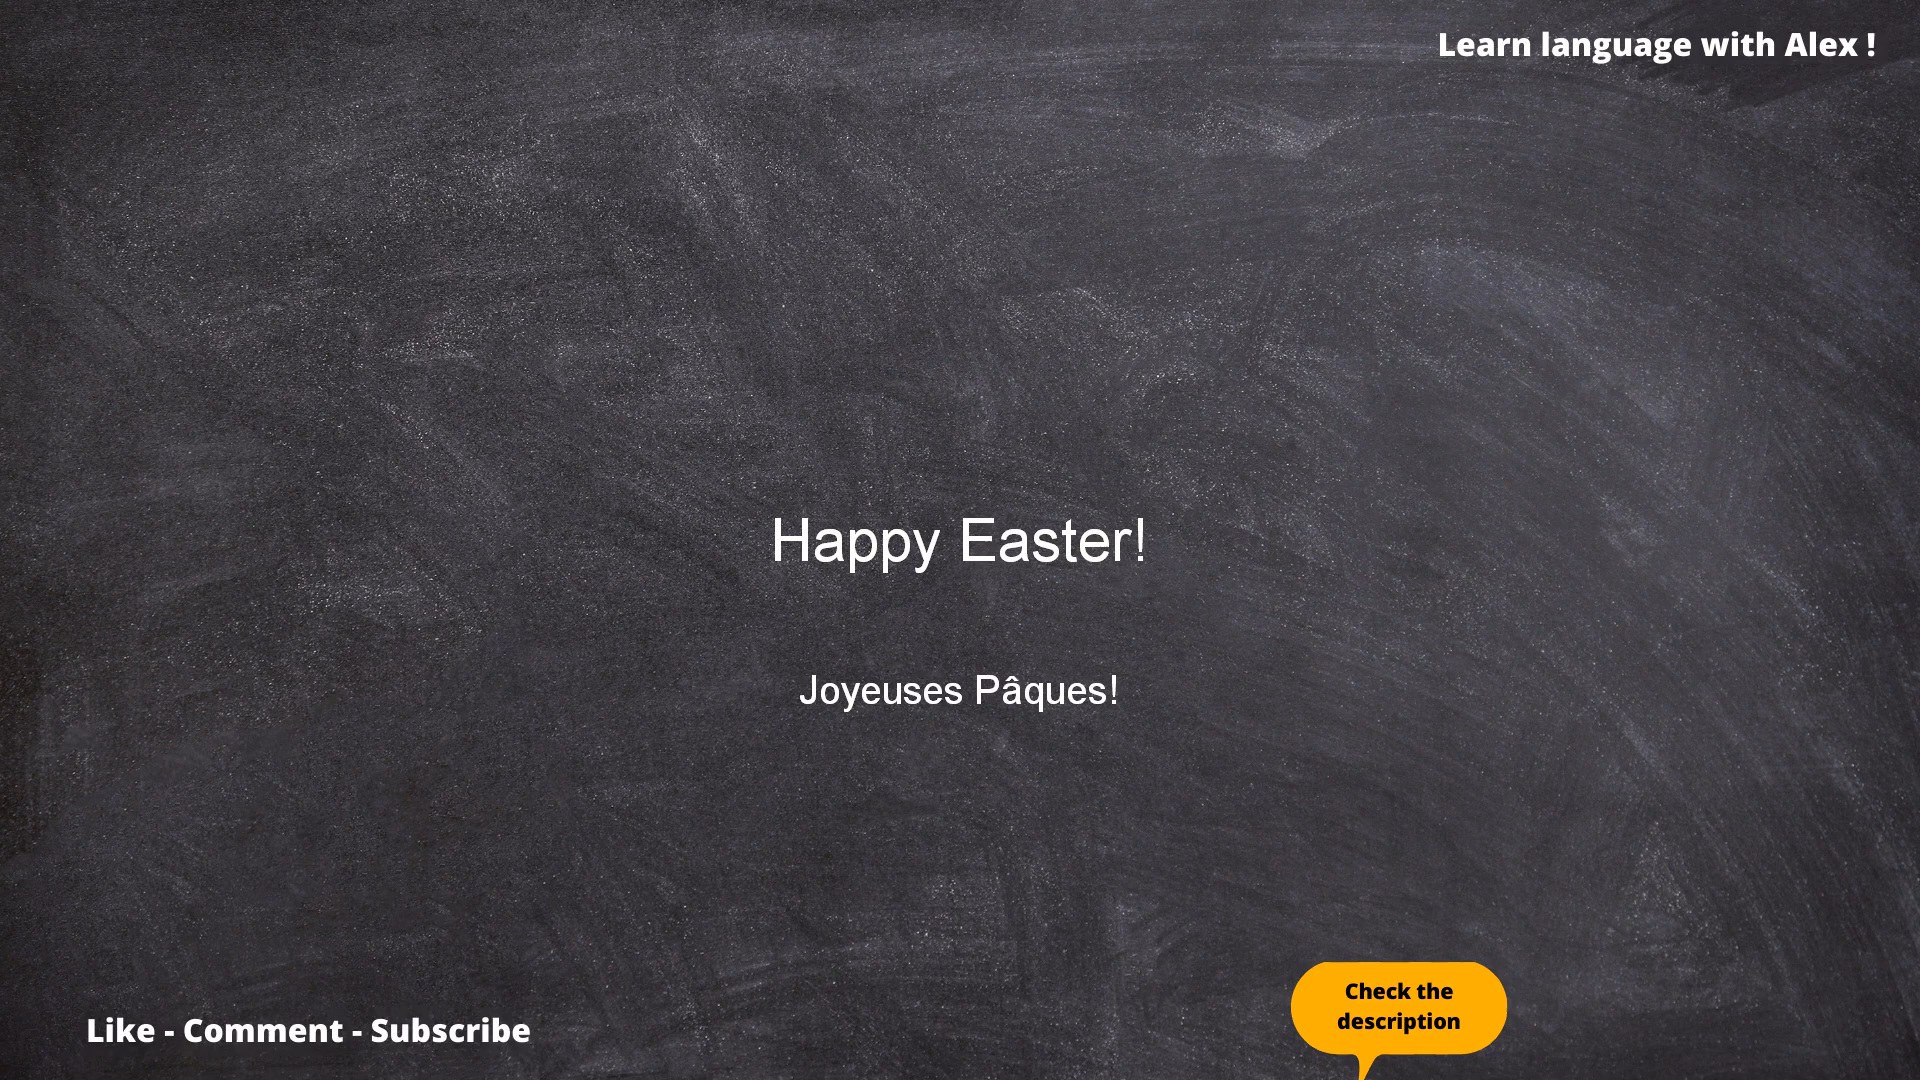 Learn language with Alex !
Happy Easter!
Joyeuses Pâques!
Check the
description
Like - Comment - Subscribe